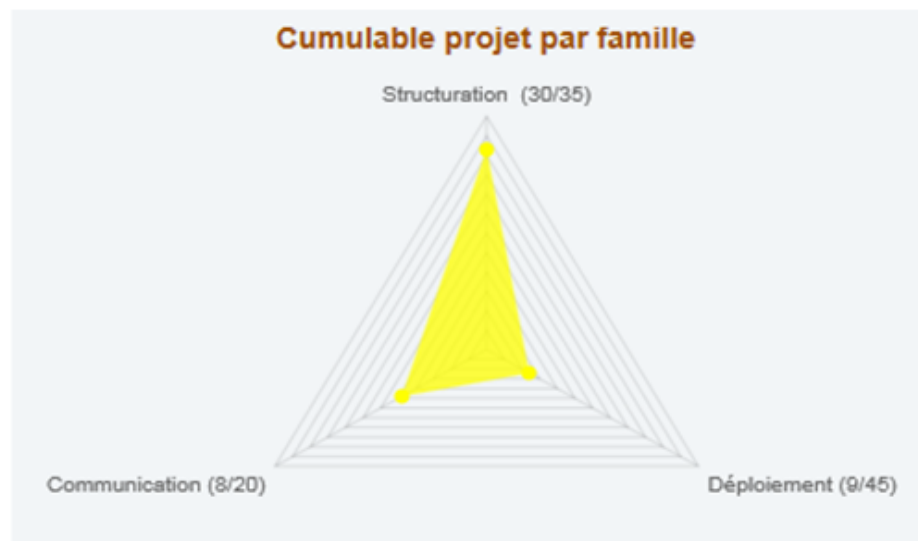 Cumulable projet par famille
Structuration (30/35)
Communication (8/20)
Déploiement (9/45)